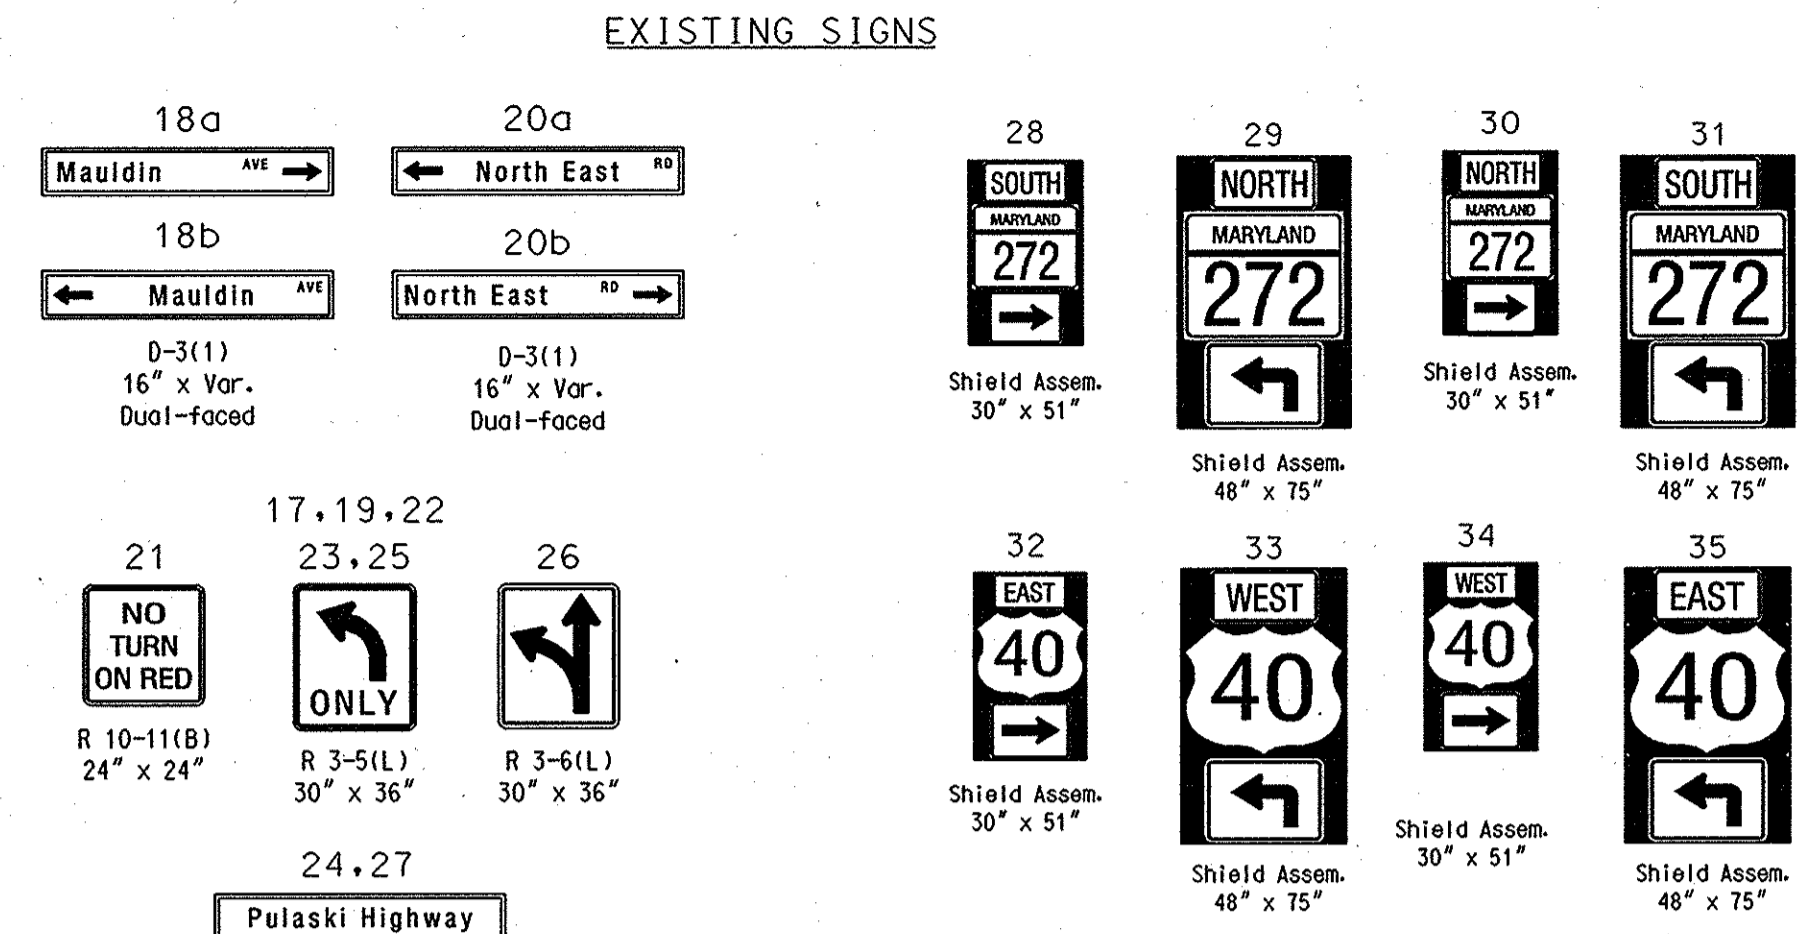 EXISTING SIGNS
18a
Mauldin AVE
18b
Mauldin AVE
D-3(1)
16" x Var.
Dual-faced
20a
North East RD
20b
North East RD
D-3(1)
16" x Var.
Dual-faced
28
SOUTH
MARYLAND
272
Shield Assem.
30" x 51"
29
NORTH
MARYLAND
272
Shield Assem.
48" x 75"
30
NORTH
MARYLAND
272
Shield Assem.
30" x 51"
31
SOUTH
MARYLAND
272
Shield Assem.
48" x 75"
21
NO
TURN
ON RED
R 10-11(B)
24" x 24"
17,19,22
23,25
ONLY
R 3-5(L)
30" x 36"
26
R 3-6(L)
30" x 36"
32
EAST
40
Shield Assem.
30" x 51"
33
WEST
40
Shield Assem.
48" x 75"
34
WEST
40
Shield Assem.
30" x 51"
35
EAST
40
Shield Assem.
48" x 75"
24,27
Pulaski Highway